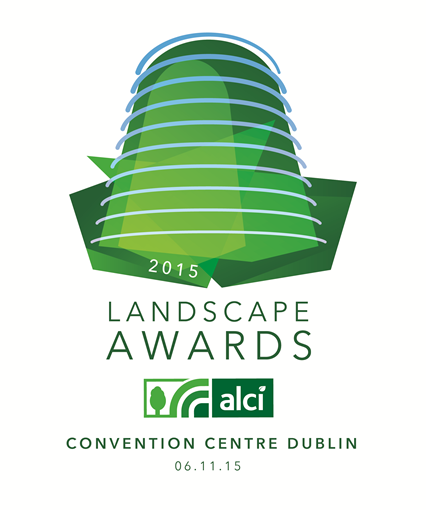 2015
LANDSCAPE
AWARDS
alci
CONVENTION CENTRE DUBLIN
06.11.15